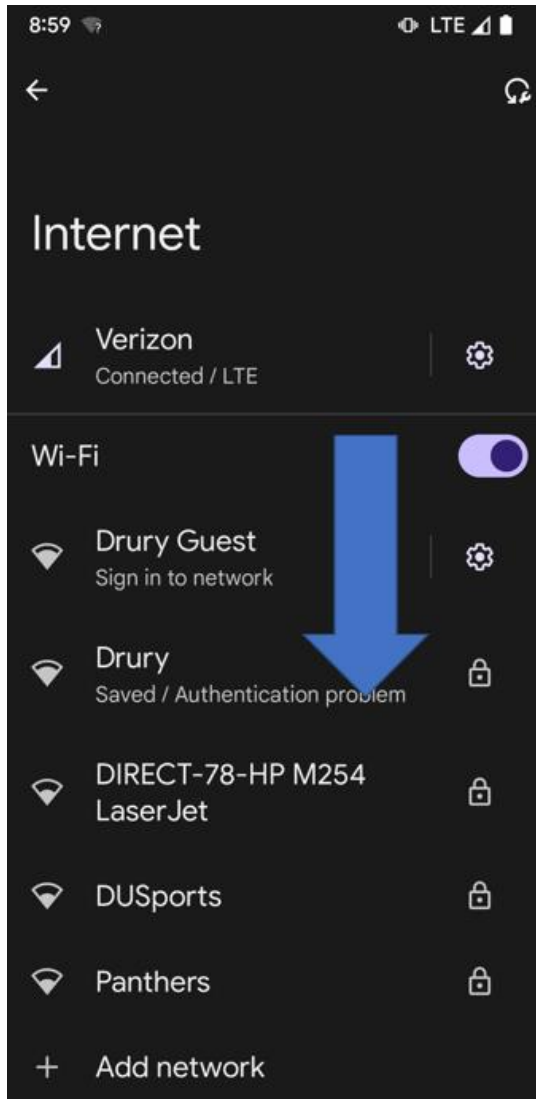 8:59
LTE
Internet
Verizon
Connected / LTE
Wi-Fi
Drury Guest
Sign in to network
Drury
Saved / Authentication problem
DIRECT-78-HP M254
LaserJet
DUSports
Panthers
+ Add network